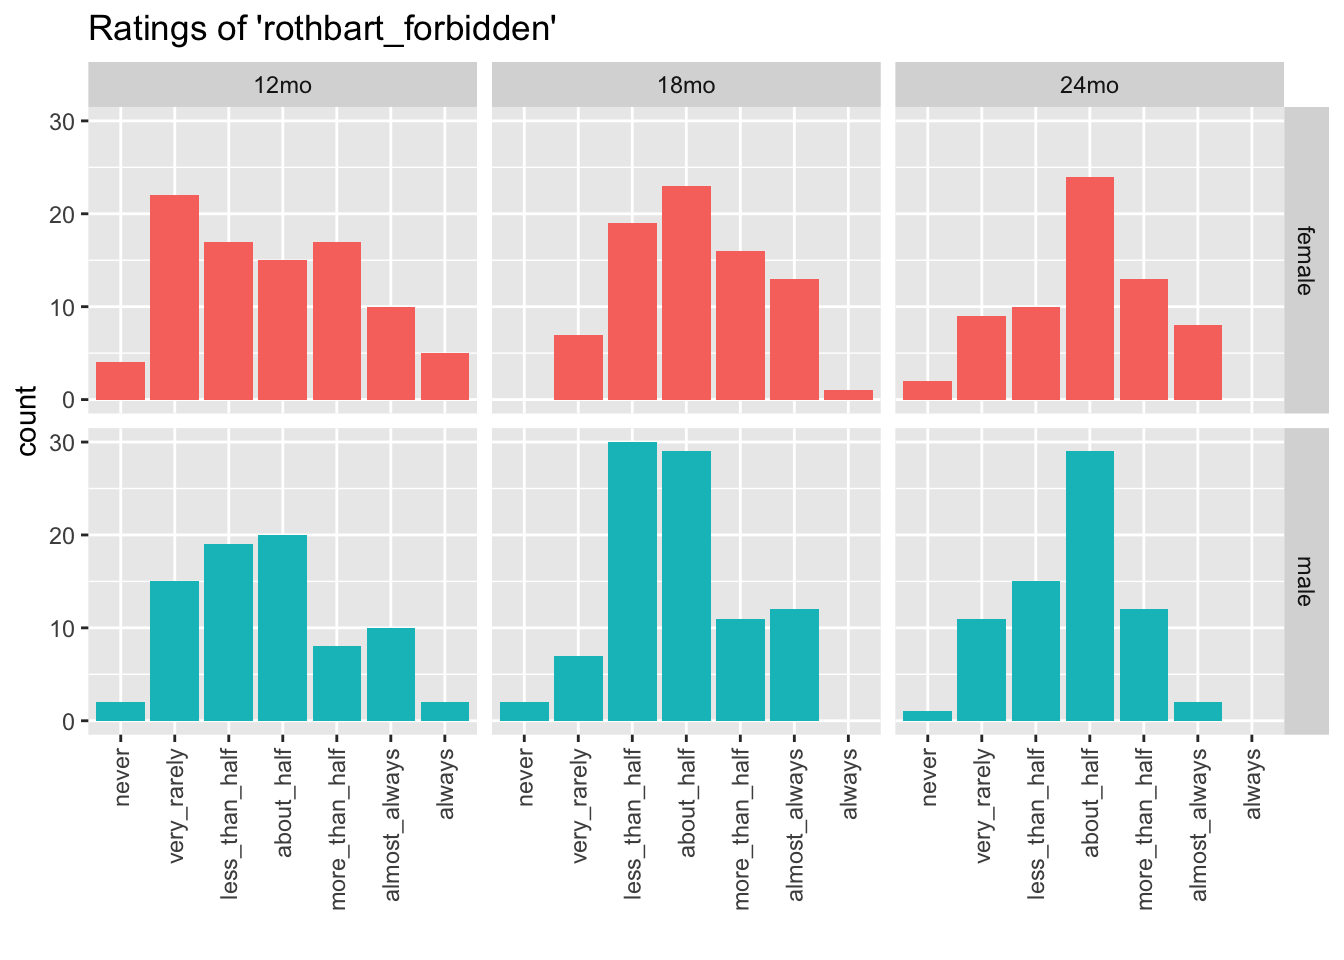 Ratings of 'rothbart_forbidden'
12mo 18mo 24mo
30
20
10
0
female
count
30
20
10
0
male
never very_rarely less_than_half about_half more_than_half almost_always always never very_rarely less_than_half about_half more_than_half almost_always always never very_rarely less_than_half about_half more_than_half almost_always always